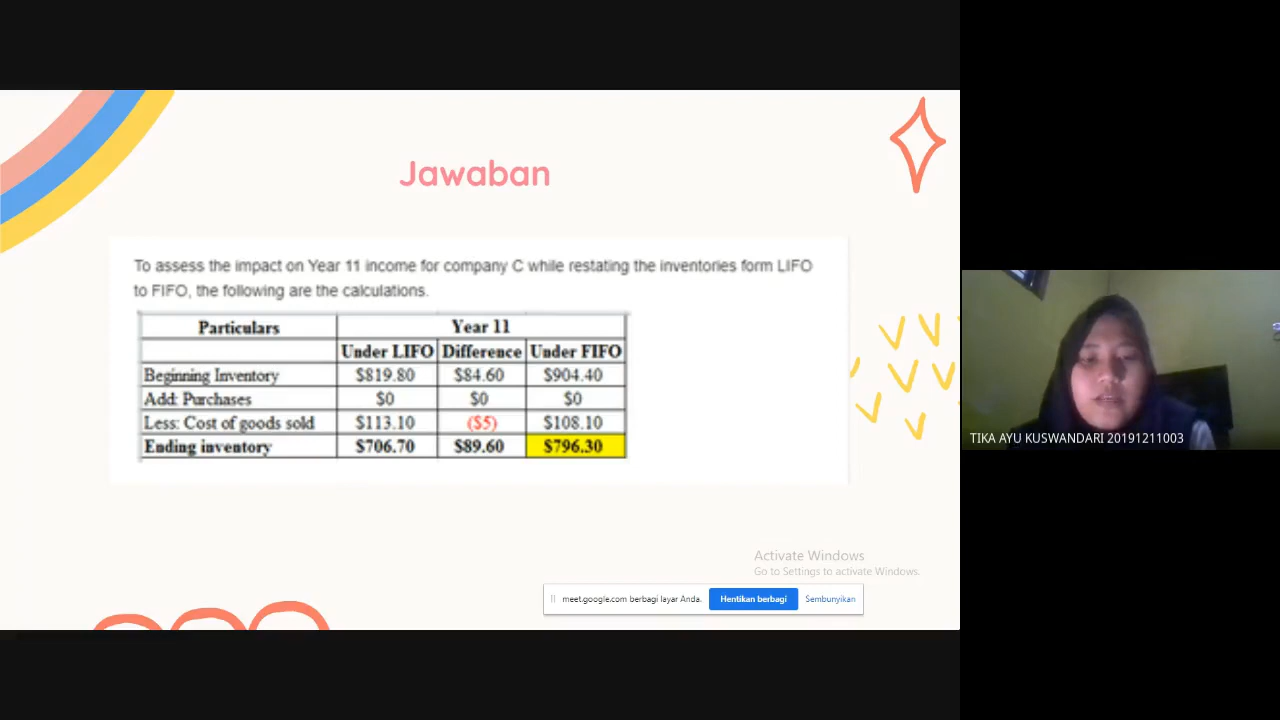 Jawaban
To assess the impact on Year 11 income for company C while restating the inventories form LIFO
to FIFO, the following are the calculations.
Particulars Year 11
Under LIFO Difference Under FIFO
Beginning Inventory $819.80 $84.60 $904.40
Add: Purchases $0 $0 $0
Less: Cost of goods sold $113.10 ($5) $108.10
Ending inventory $706.70 $89.60 $796.30
TIKA AYU KUSWANDARI 20191211003
Activate Windows
Go to Settings to activate Windows.
meet.google.com berbagi layar Anda. Hentikan berbagi Sembunyikan